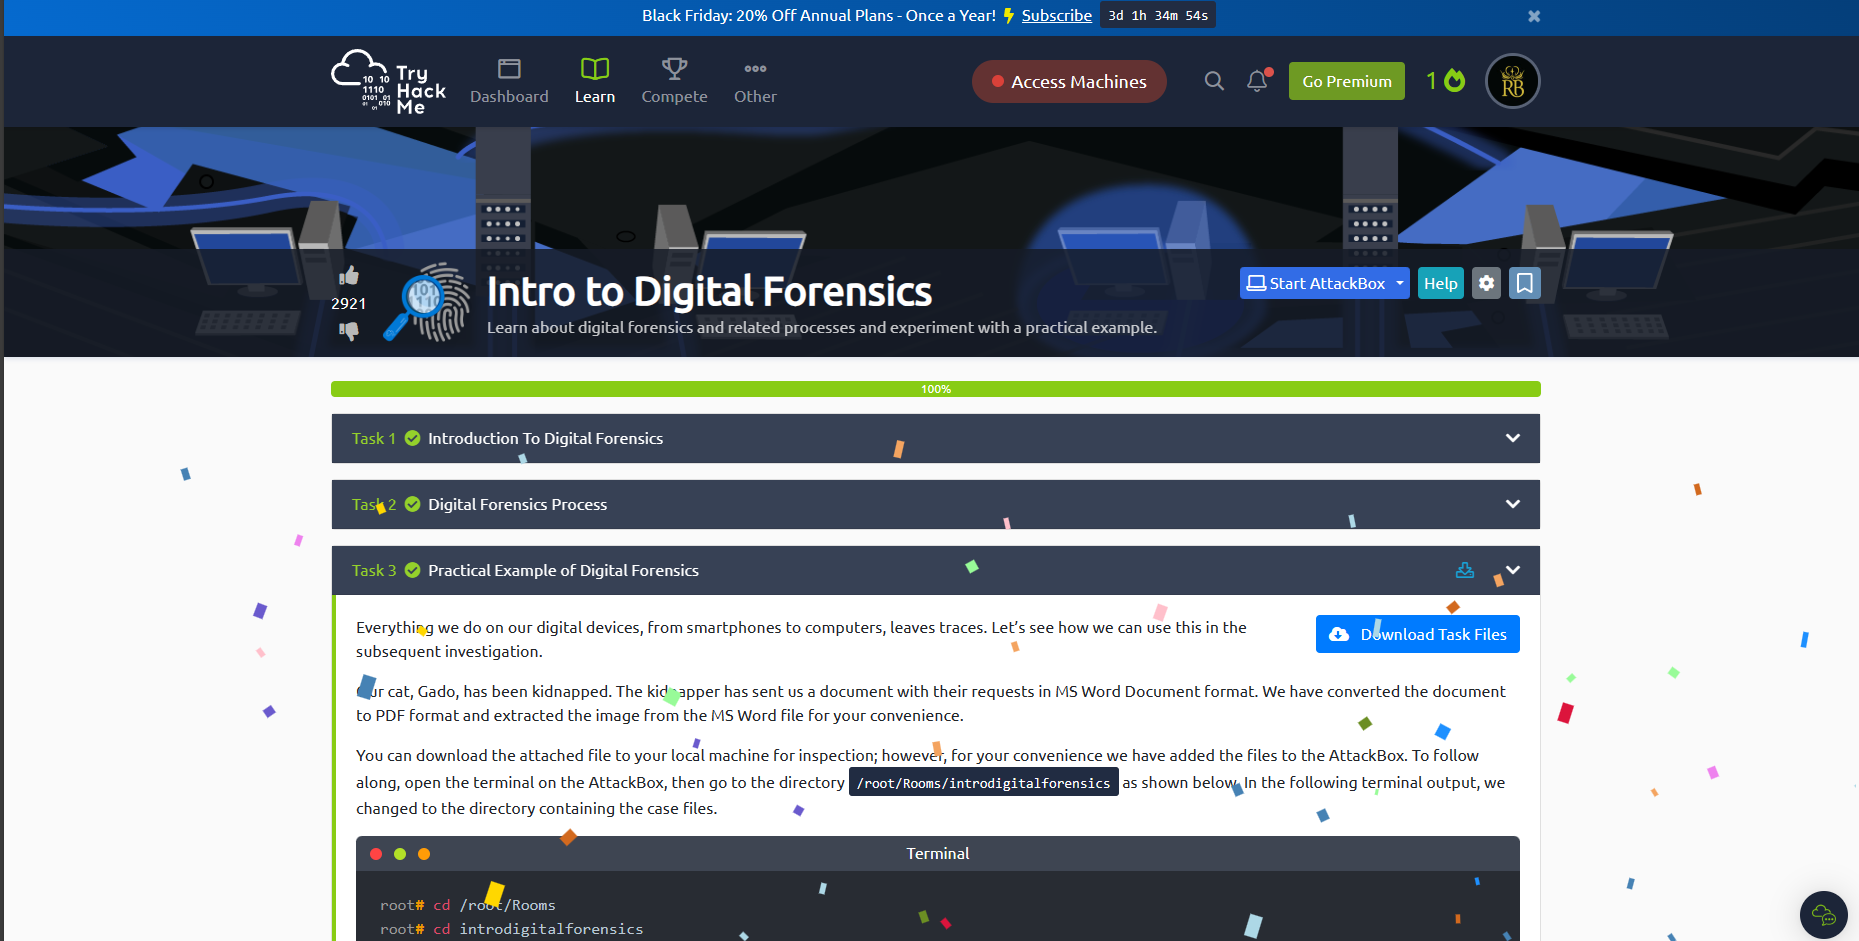 Black Friday: 20% Off Annual Plans - Once a Year! Subscribe 3d 1h 34m 54s
Try Hack Me
Dashboard Learn Compete Other
Access Machines
Go Premium
1
RB
2921
Intro to Digital Forensics
Learn about digital forensics and related processes and experiment with a practical example.
Start AttackBox Help
100%
Task 1 Introduction To Digital Forensics
Task 2 Digital Forensics Process
Task 3 Practical Example of Digital Forensics
Everything we do on our digital devices, from smartphones to computers, leaves traces. Let’s see how we can use this in the
subsequent investigation.
Download Task Files
Our cat, Gado, has been kidnapped. The kidnapper has sent us a document with their requests in MS Word Document format. We have converted the document
to PDF format and extracted the image from the MS Word file for your convenience.
You can download the attached file to your local machine for inspection; however, for your convenience we have added the files to the AttackBox. To follow
along, open the terminal on the AttackBox, then go to the directory /root/Rooms/introdigitalforensics as shown below. In the following terminal output, we
changed to the directory containing the case files.
Terminal
root# cd /root/Rooms
root# cd introdigitalforensics